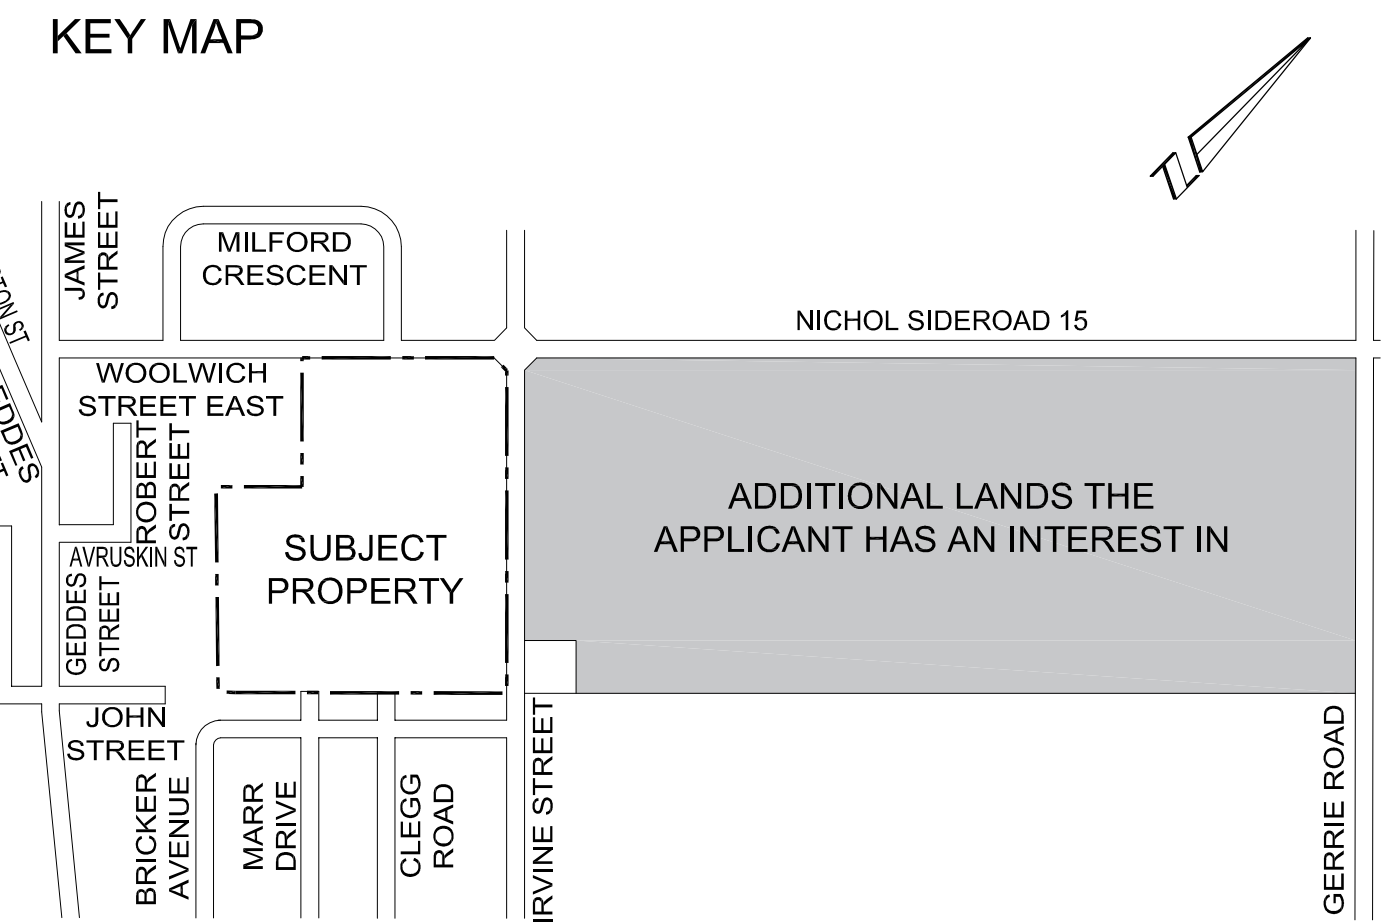 KEY MAP
JAMES
STREET
MILFORD
CRESCENT
NICHOL SIDEROAD 15
WOOLWICH
STREET EAST
ROBERT
STREET
AVRUSKIN ST
GEDDES
STREET
SUBJECT
PROPERTY
ADDITIONAL LANDS THE
APPLICANT HAS AN INTEREST IN
JOHN
STREET
BRICKER
AVENUE
MARR
DRIVE
CLEGG
ROAD
IRVINE STREET
GERRIE ROAD